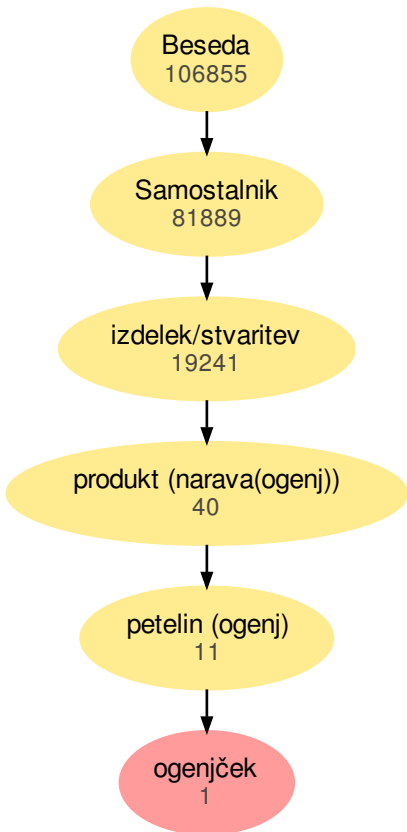 Beseda
106855
Samostalnik
81889
izdelek/stvaritev
19241
produkt (narava(ogenj))
40
petelin (ogenj)
11
ogenjček
1